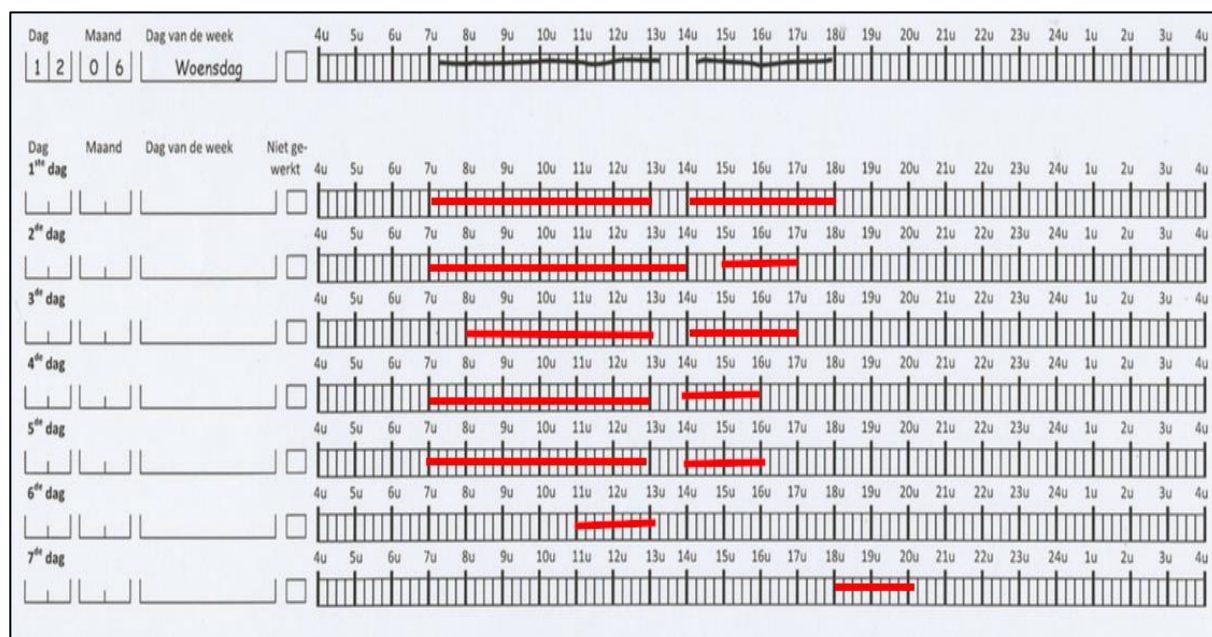 Dag Maand Dag van de week 4u 5u 6u 7u 8u 9u 10u 11u 12u 13u 14u 15u 16u 17u 18u 19u 20u 21u 22u 23u 24u 1u 2u 3u 4u
1 2 0 6 Woensdag
Dag Maand Dag van de week Niet ge-
1ste dag werkt 4u 5u 6u 7u 8u 9u 10u 11u 12u 13u 14u 15u 16u 17u 18u 19u 20u 21u 22u 23u 24u 1u 2u 3u 4u
2de dag 4u 5u 6u 7u 8u 9u 10u 11u 12u 13u 14u 15u 16u 17u 18u 19u 20u 21u 22u 23u 24u 1u 2u 3u 4u
3de dag 4u 5u 6u 7u 8u 9u 10u 11u 12u 13u 14u 15u 16u 17u 18u 19u 20u 21u 22u 23u 24u 1u 2u 3u 4u
4de dag 4u 5u 6u 7u 8u 9u 10u 11u 12u 13u 14u 15u 16u 17u 18u 19u 20u 21u 22u 23u 24u 1u 2u 3u 4u
5de dag 4u 5u 6u 7u 8u 9u 10u 11u 12u 13u 14u 15u 16u 17u 18u 19u 20u 21u 22u 23u 24u 1u 2u 3u 4u
6de dag 4u 5u 6u 7u 8u 9u 10u 11u 12u 13u 14u 15u 16u 17u 18u 19u 20u 21u 22u 23u 24u 1u 2u 3u 4u
7de dag 4u 5u 6u 7u 8u 9u 10u 11u 12u 13u 14u 15u 16u 17u 18u 19u 20u 21u 22u 23u 24u 1u 2u 3u 4u